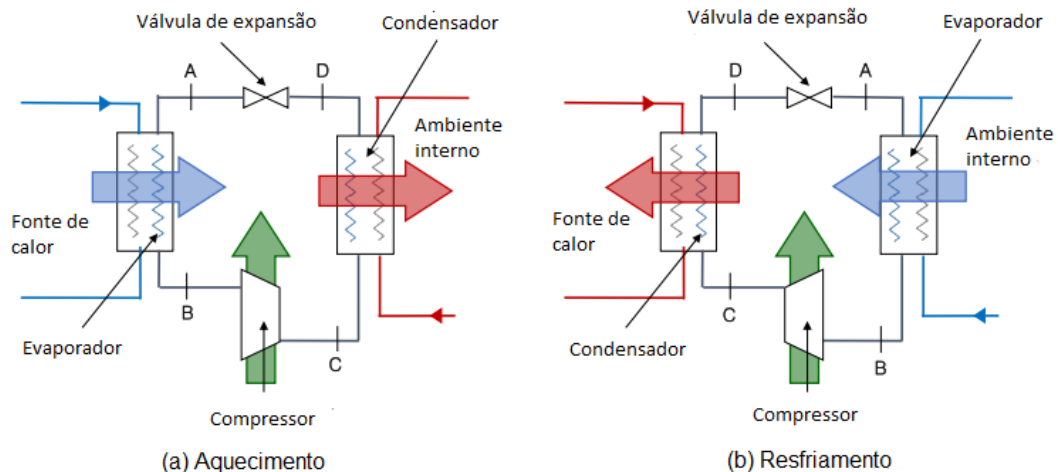 Válvula de expansão
Condensador
A
D
Ambiente
interno
Fonte de
calor
B
C
Evaporador
Compressor
(a) Aquecimento
Válvula de expansão
Evaporador
D
A
Ambiente
interno
Fonte de
calor
C
B
Condensador
Compressor
(b) Resfriamento